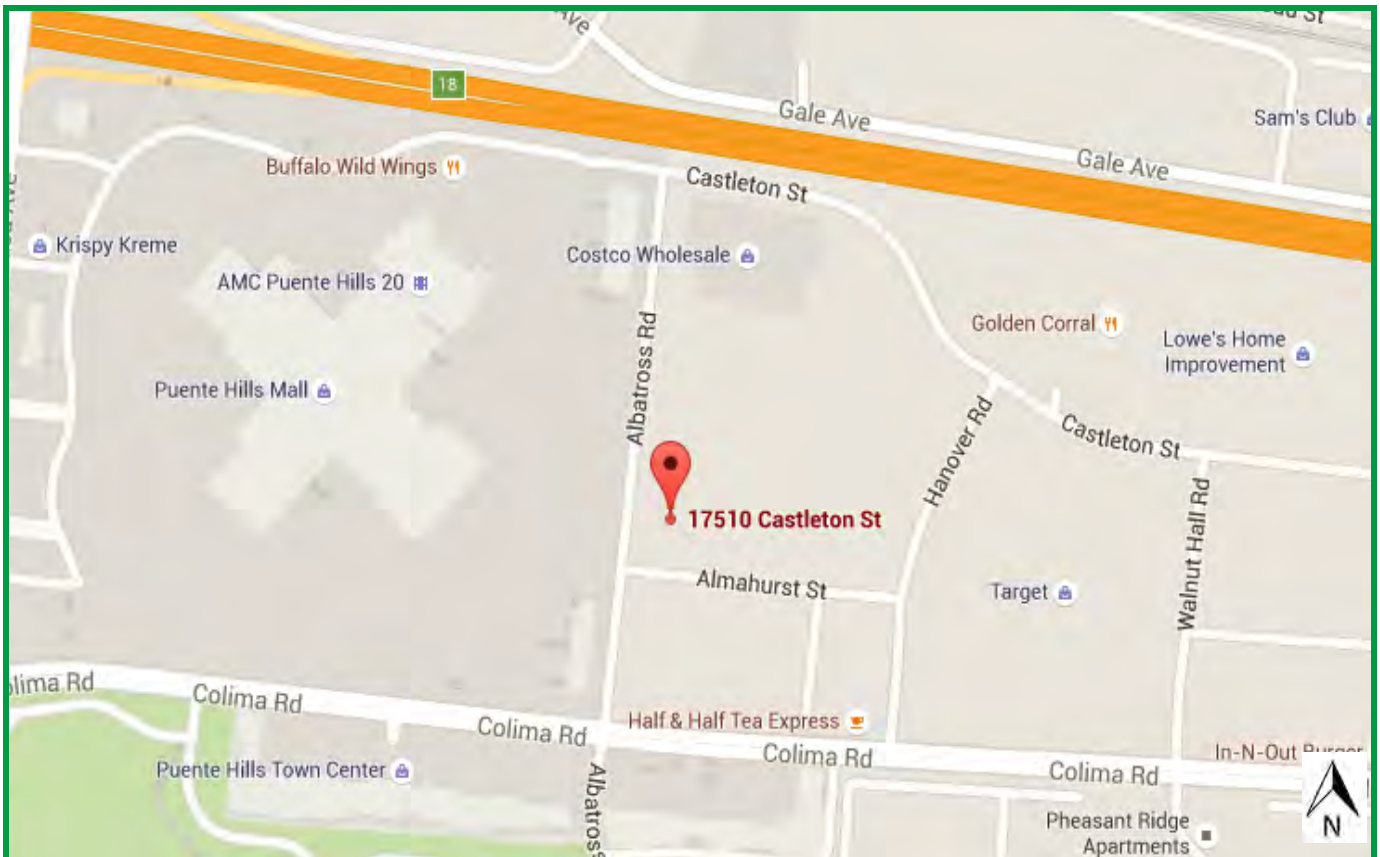 Ave
18
Gale Ave
Sam's Club
Gale Ave
Buffalo Wild Wings
Castleton St
Krispy Kreme
Costco Wholesale
AMC Puente Hills 20
Golden Corral
Lowe's Home
Improvement
Puente Hills Mall
Albatross Rd
Hanover Rd
Castleton St
17510 Castleton St
Walnut Hall Rd
Almahurst St
Target
Colima Rd
Colima Rd
Half & Half Tea Express
Colima Rd
Colima Rd
In-N-Out Burger
Puente Hills Town Center
Colima Rd
Albatross
Pheasant Ridge
Apartments
N